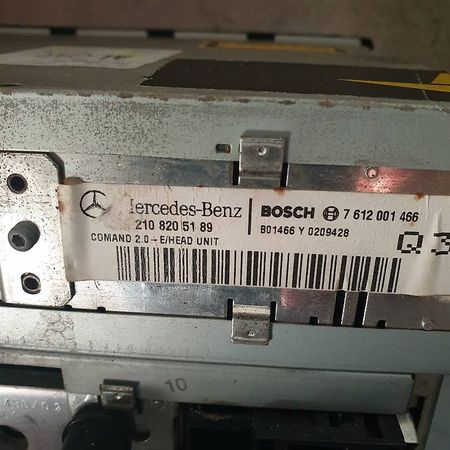 Mercedes-Benz
210 820 51 89
COMAND 2.0-E/HEAD UNIT
BOSCH 7 612 001 466
B01466 Y 0209428
Q3
10